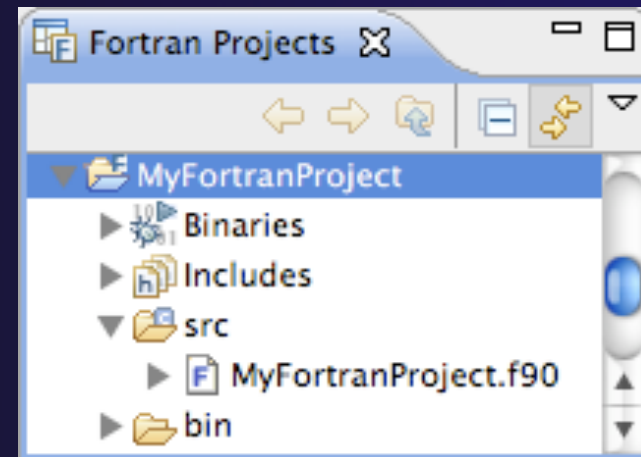 Fortran Projects
MyFortranProject
Binaries
Includes
src
MyFortranProject.f90
bin